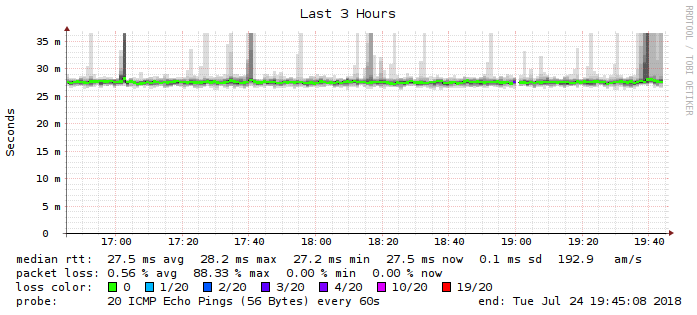 Last 3 Hours
RRDTOOL / TOBI OETIKER
Seconds
35 m
30 m
25 m
20 m
15 m
10 m
5 m
0
17:00 17:20 17:40 18:00 18:20 18:40 19:00 19:20 19:40
median rtt: 27.5 ms avg 28.2 ms max 27.2 ms min 27.5 ms now 0.1 ms sd 192.9 am/s
packet loss: 0.56 % avg 88.33 % max 0.00 % min 0.00 % now
loss color: 0 1/20 2/20 3/20 4/20 10/20 19/20
probe: 20 ICMP Echo Pings (56 Bytes) every 60s end: Tue Jul 24 19:45:08 2018